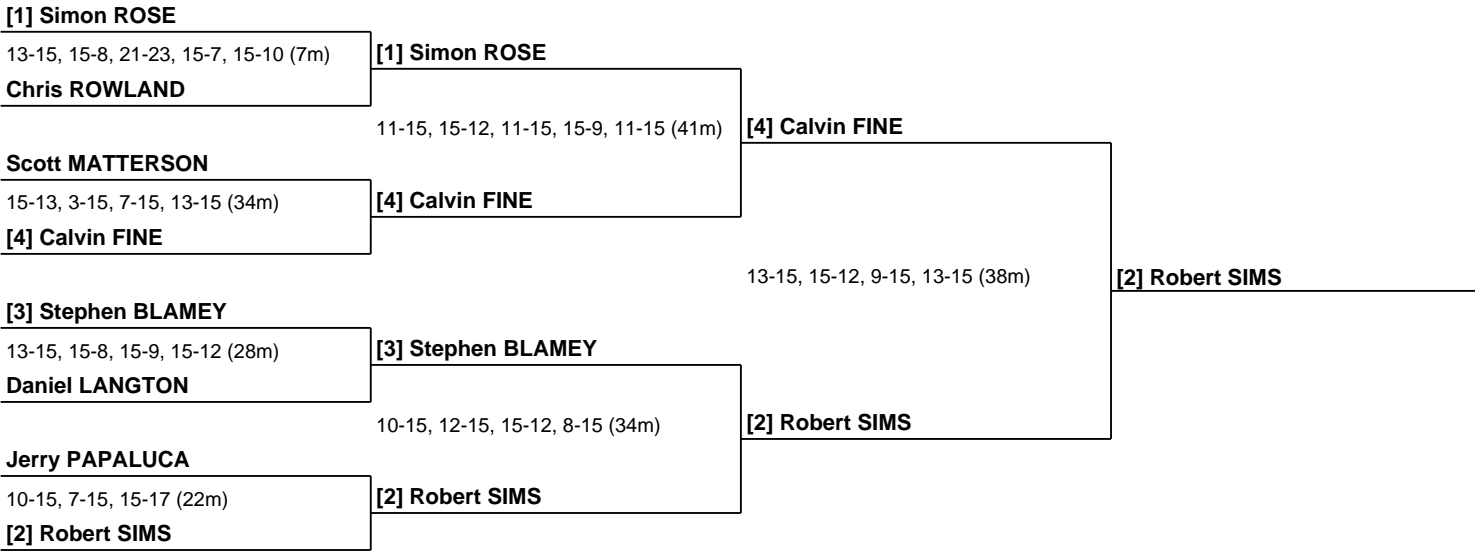 [1] Simon ROSE
13-15, 15-8, 21-23, 15-7, 15-10 (7m)
[1] Simon ROSE
Chris ROWLAND
11-15, 15-12, 11-15, 15-9, 11-15 (41m)
[4] Calvin FINE
Scott MATTERSON
15-13, 3-15, 7-15, 13-15 (34m)
[4] Calvin FINE
[4] Calvin FINE
13-15, 15-12, 9-15, 13-15 (38m)
[2] Robert SIMS
[3] Stephen BLAMEY
13-15, 15-8, 15-9, 15-12 (28m)
[3] Stephen BLAMEY
Daniel LANGTON
10-15, 12-15, 15-12, 8-15 (34m)
[2] Robert SIMS
Jerry PAPALUCA
10-15, 7-15, 15-17 (22m)
[2] Robert SIMS
[2] Robert SIMS